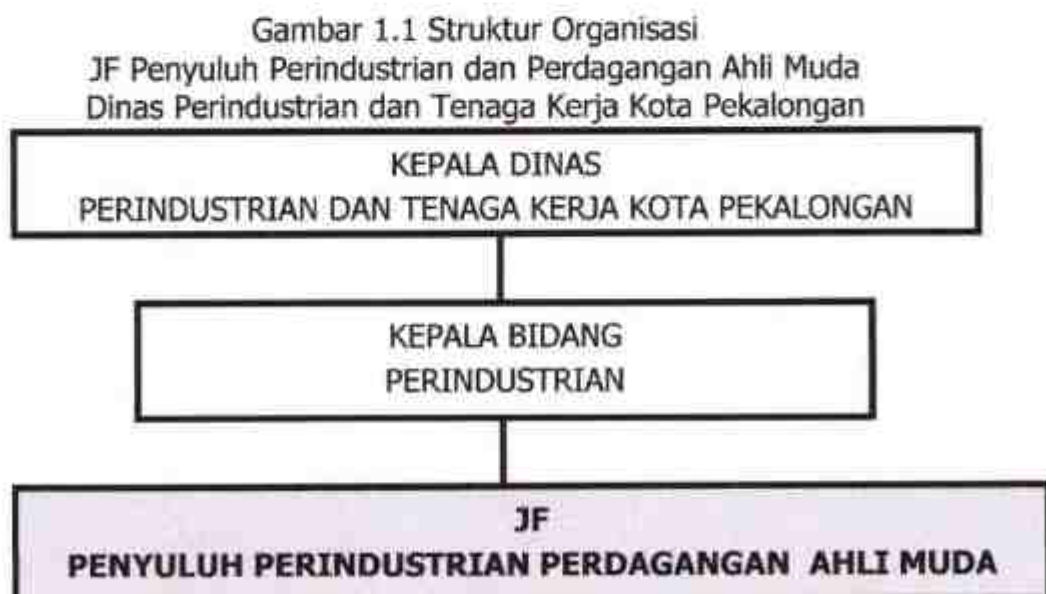 Gambar 1.1 Struktur Organisasi
JF Penyuluh Perindustrian dan Perdagangan Ahli Muda
Dinas Perindustrian dan Tenaga Kerja Kota Pekalongan
KEPALA DINAS
PERINDUSTRIAN DAN TENAGA KERJA KOTA PEKALONGAN
KEPALA BIDANG
PERINDUSTRIAN
JF
PENYULUH PERINDUSTRIAN PERDAGANGAN AHLI MUDA